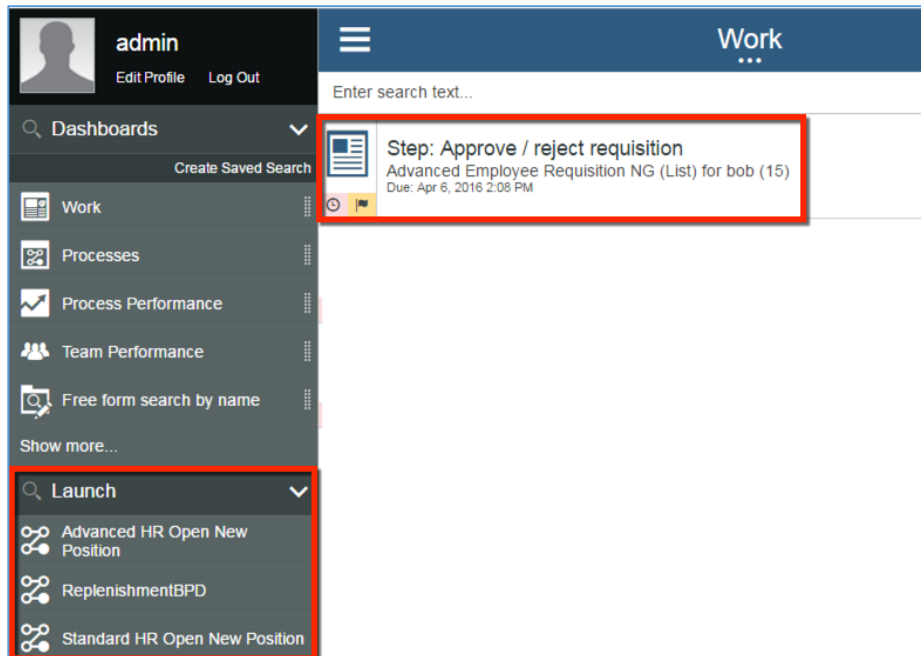 admin
Edit Profile Log Out
Dashboards
Create Saved Search
Work
Processes
Process Performance
Team Performance
Free form search by name
Show more...
Launch
Advanced HR Open New
Position
ReplenishmentBPD
Standard HR Open New Position
Work
Enter search text...
Step: Approve / reject requisition
Advanced Employee Requisition NG (List) for bob (15)
Due: Apr 6, 2016 2:08 PM